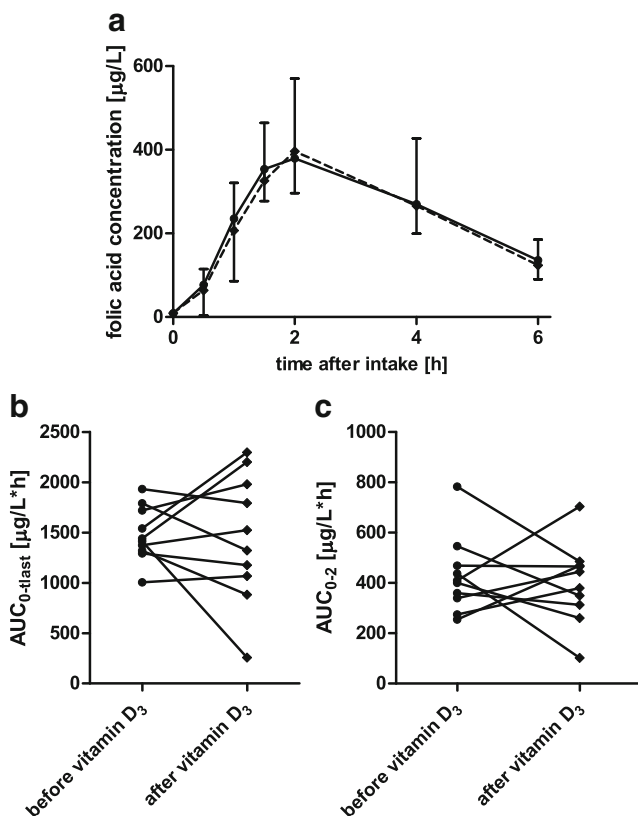 a
folic acid concentration [µg/L]
600
400
200
0
0 2 4 6
time after intake [h]
b
AUC0-tlast [µg/L*h]
2500
2000
1500
1000
500
0
before vitamin D3
after vitamin D3
c
AUC0-2 [µg/L*h]
1000
800
600
400
200
0
before vitamin D3
after vitamin D3